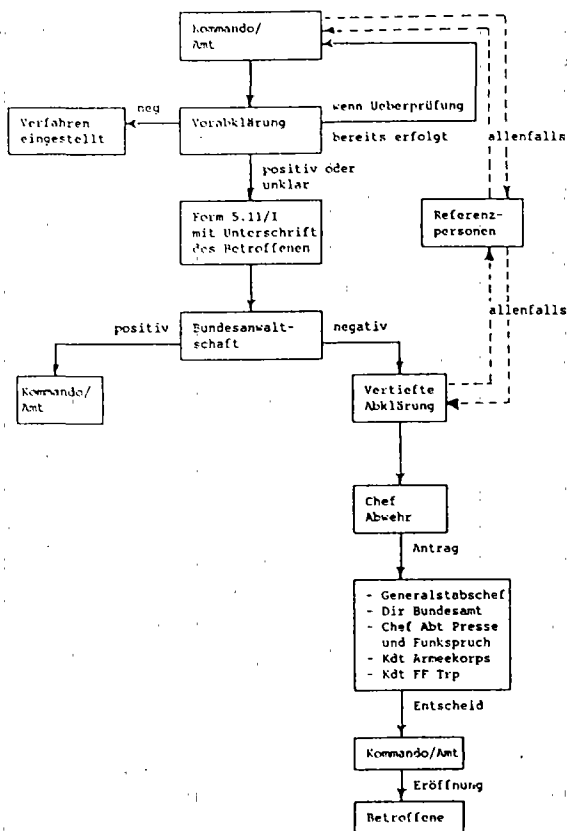 Kommando/
Amt
neg
wenn Ueberprüfung
Verfahren
eingestellt
Vorabklärung
bereits erfolgt
allenfalls
positiv oder
unklar
Form 5.11/I
mit Unterschrift
des Betroffenen
Referenz-
personen
allenfalls
positiv
Bundesanwalt-
schaft
negativ
Kommando/
Amt
Vertiefte
Abklärung
Chef
Abwehr
Antrag
- Generalstabschef
- Dir Bundesamt
- Chef Abt Presse
und Funkspruch
- Kdt Armeekorps
- Kdt FF Trp
Entscheid
Kommando/Amt
Eröffnung
Betroffene